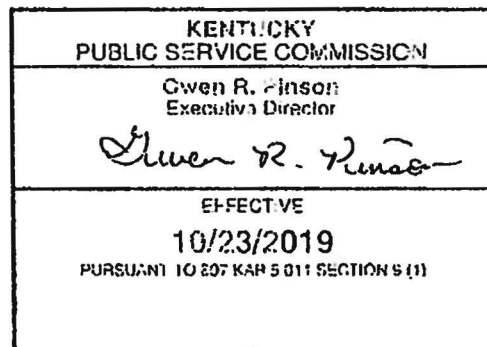 KENTUCKY
PUBLIC SERVICE COMMISSION
Gwen R. Pinson
Executive Director
Gwen R. Pinson
EFFECTIVE
10/23/2019
PURSUANT TO 807 KAR 5:011 SECTION 9 (1)